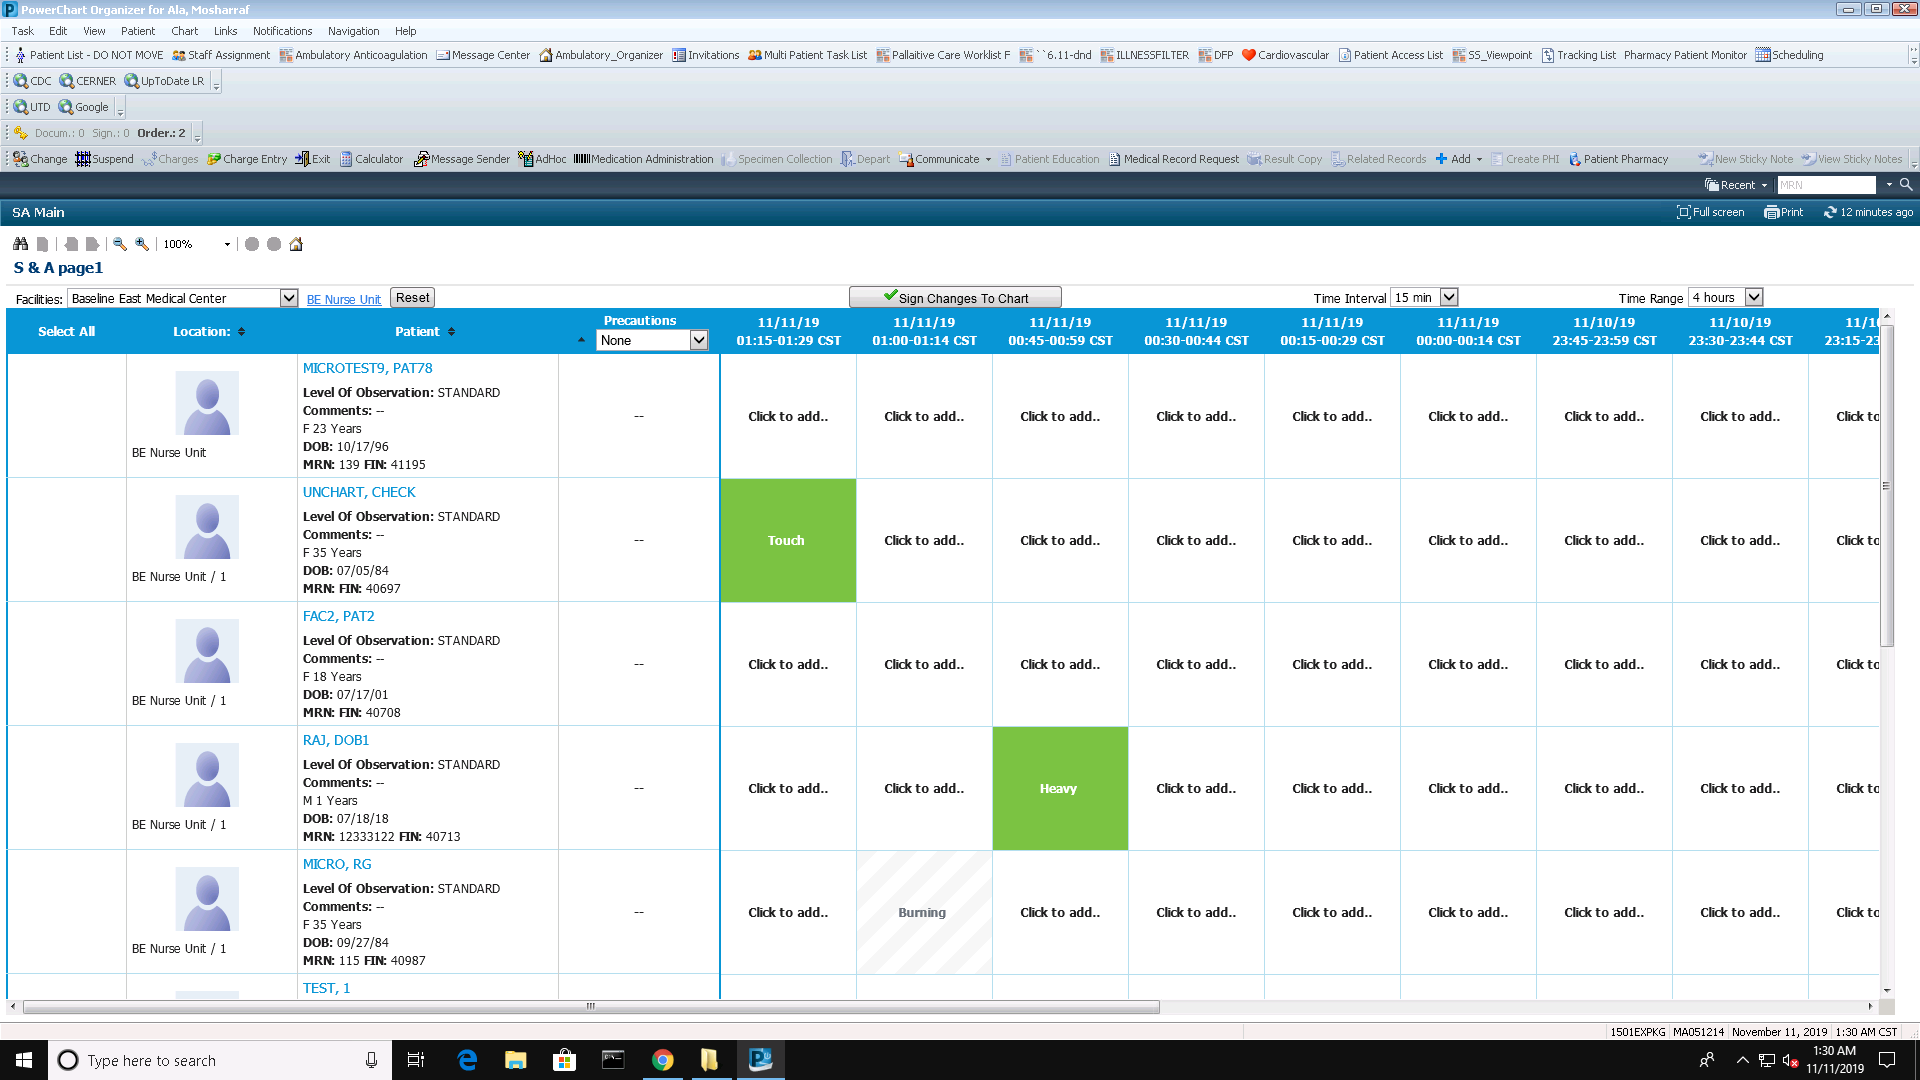 PowerChart Organizer for Ala, Mosharraf
Task Edit View Patient Chart Links Notifications Navigation Help
Patient List - DO NOT MOVE Staff Assignment Ambulatory Anticoagulation Message Center Ambulatory_Organizer Invitations Multi Patient Task List Pallaitive Care Worklist F ``6.11-dnd ILLNESSFILTER DFP Cardiovascular Patient Access List SS_Viewpoint Tracking List Pharmacy Patient Monitor Scheduling
CDC CERNER UpToDate LR
UTD Google
Docum.: 0 Sign.: 0 Order.: 2
Change Suspend Charges Charge Entry Exit Calculator Message Sender AdHoc Medication Administration Specimen Collection Depart Communicate Patient Education Medical Record Request Result Copy Related Records Add Create PHI Patient Pharmacy New Sticky Note View Sticky Notes
Recent MRN
SA Main Full screen Print 12 minutes ago
100%
S & A page1
Facilities: Baseline East Medical Center BE Nurse Unit Reset Sign Changes To Chart Time Interval 15 min Time Range 4 hours
Select All Location: Patient Precautions None
11/11/19 11/11/19 11/11/19 11/11/19 11/11/19 11/11/19 11/10/19 11/10/19 11/1
01:15-01:29 CST 01:00-01:14 CST 00:45-00:59 CST 00:30-00:44 CST 00:15-00:29 CST 00:00-00:14 CST 23:45-23:59 CST 23:30-23:44 CST 23:15-23
MICROTEST9, PAT78
Level Of Observation: STANDARD
Comments: --
F 23 Years
DOB: 10/17/96
MRN: 139 FIN: 41195
BE Nurse Unit
-- Click to add.. Click to add.. Click to add.. Click to add.. Click to add.. Click to add.. Click to add.. Click to add.. Click to
UNCHART, CHECK
Level Of Observation: STANDARD
Comments: --
F 35 Years
DOB: 07/05/84
MRN: FIN: 40697
BE Nurse Unit / 1
-- Touch Click to add.. Click to add.. Click to add.. Click to add.. Click to add.. Click to add.. Click to add.. Click to
FAC2, PAT2
Level Of Observation: STANDARD
Comments: --
F 18 Years
DOB: 07/17/01
MRN: FIN: 40708
BE Nurse Unit / 1
-- Click to add.. Click to add.. Click to add.. Click to add.. Click to add.. Click to add.. Click to add.. Click to add.. Click to
RAJ, DOB1
Level Of Observation: STANDARD
Comments: --
M 1 Years
DOB: 07/18/18
MRN: 12333122 FIN: 40713
BE Nurse Unit / 1
-- Click to add.. Click to add.. Heavy Click to add.. Click to add.. Click to add.. Click to add.. Click to add.. Click to
MICRO, RG
Level Of Observation: STANDARD
Comments: --
F 35 Years
DOB: 09/27/84
MRN: 115 FIN: 40987
BE Nurse Unit / 1
-- Click to add.. Burning Click to add.. Click to add.. Click to add.. Click to add.. Click to add.. Click to add.. Click to
TEST, 1
1501EXPKG MA051214 November 11, 2019 1:30 AM CST
Type here to search
1:30 AM
11/11/2019